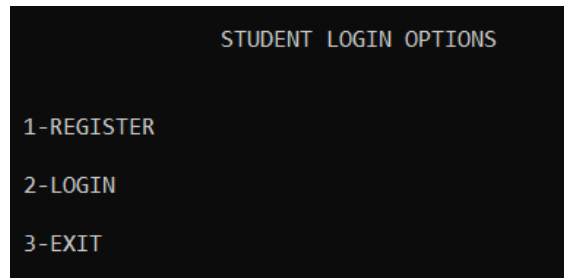 STUDENT LOGIN OPTIONS
1-REGISTER
2-LOGIN
3-EXIT